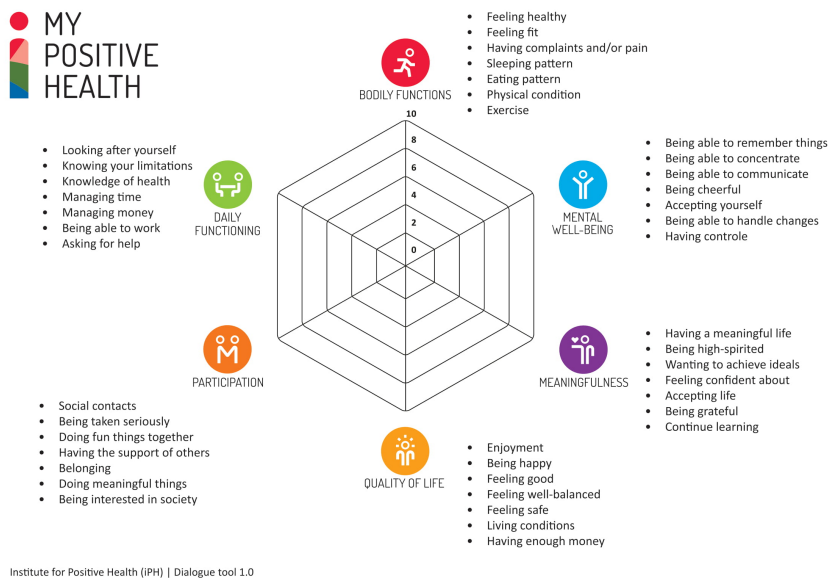 MY
POSITIVE
HEALTH
BODILY FUNCTIONS
Feeling healthy
Feeling fit
Having complaints and/or pain
Sleeping pattern
Eating pattern
Physical condition
Exercise
10
8
6
4
2
0
MENTAL
WELL-BEING
Being able to remember things
Being able to concentrate
Being able to communicate
Being cheerful
Accepting yourself
Being able to handle changes
Having controle
MEANINGFULNESS
Having a meaningful life
Being high-spirited
Wanting to achieve ideals
Feeling confident about
Accepting life
Being grateful
Continue learning
QUALITY OF LIFE
Enjoyment
Being happy
Feeling good
Feeling well-balanced
Feeling safe
Living conditions
Having enough money
PARTICIPATION
Social contacts
Being taken seriously
Doing fun things together
Having the support of others
Belonging
Doing meaningful things
Being interested in society
DAILY
FUNCTIONING
Looking after yourself
Knowing your limitations
Knowledge of health
Managing time
Managing money
Being able to work
Asking for help
Institute for Positive Health (iPH) | Dialogue tool 1.0